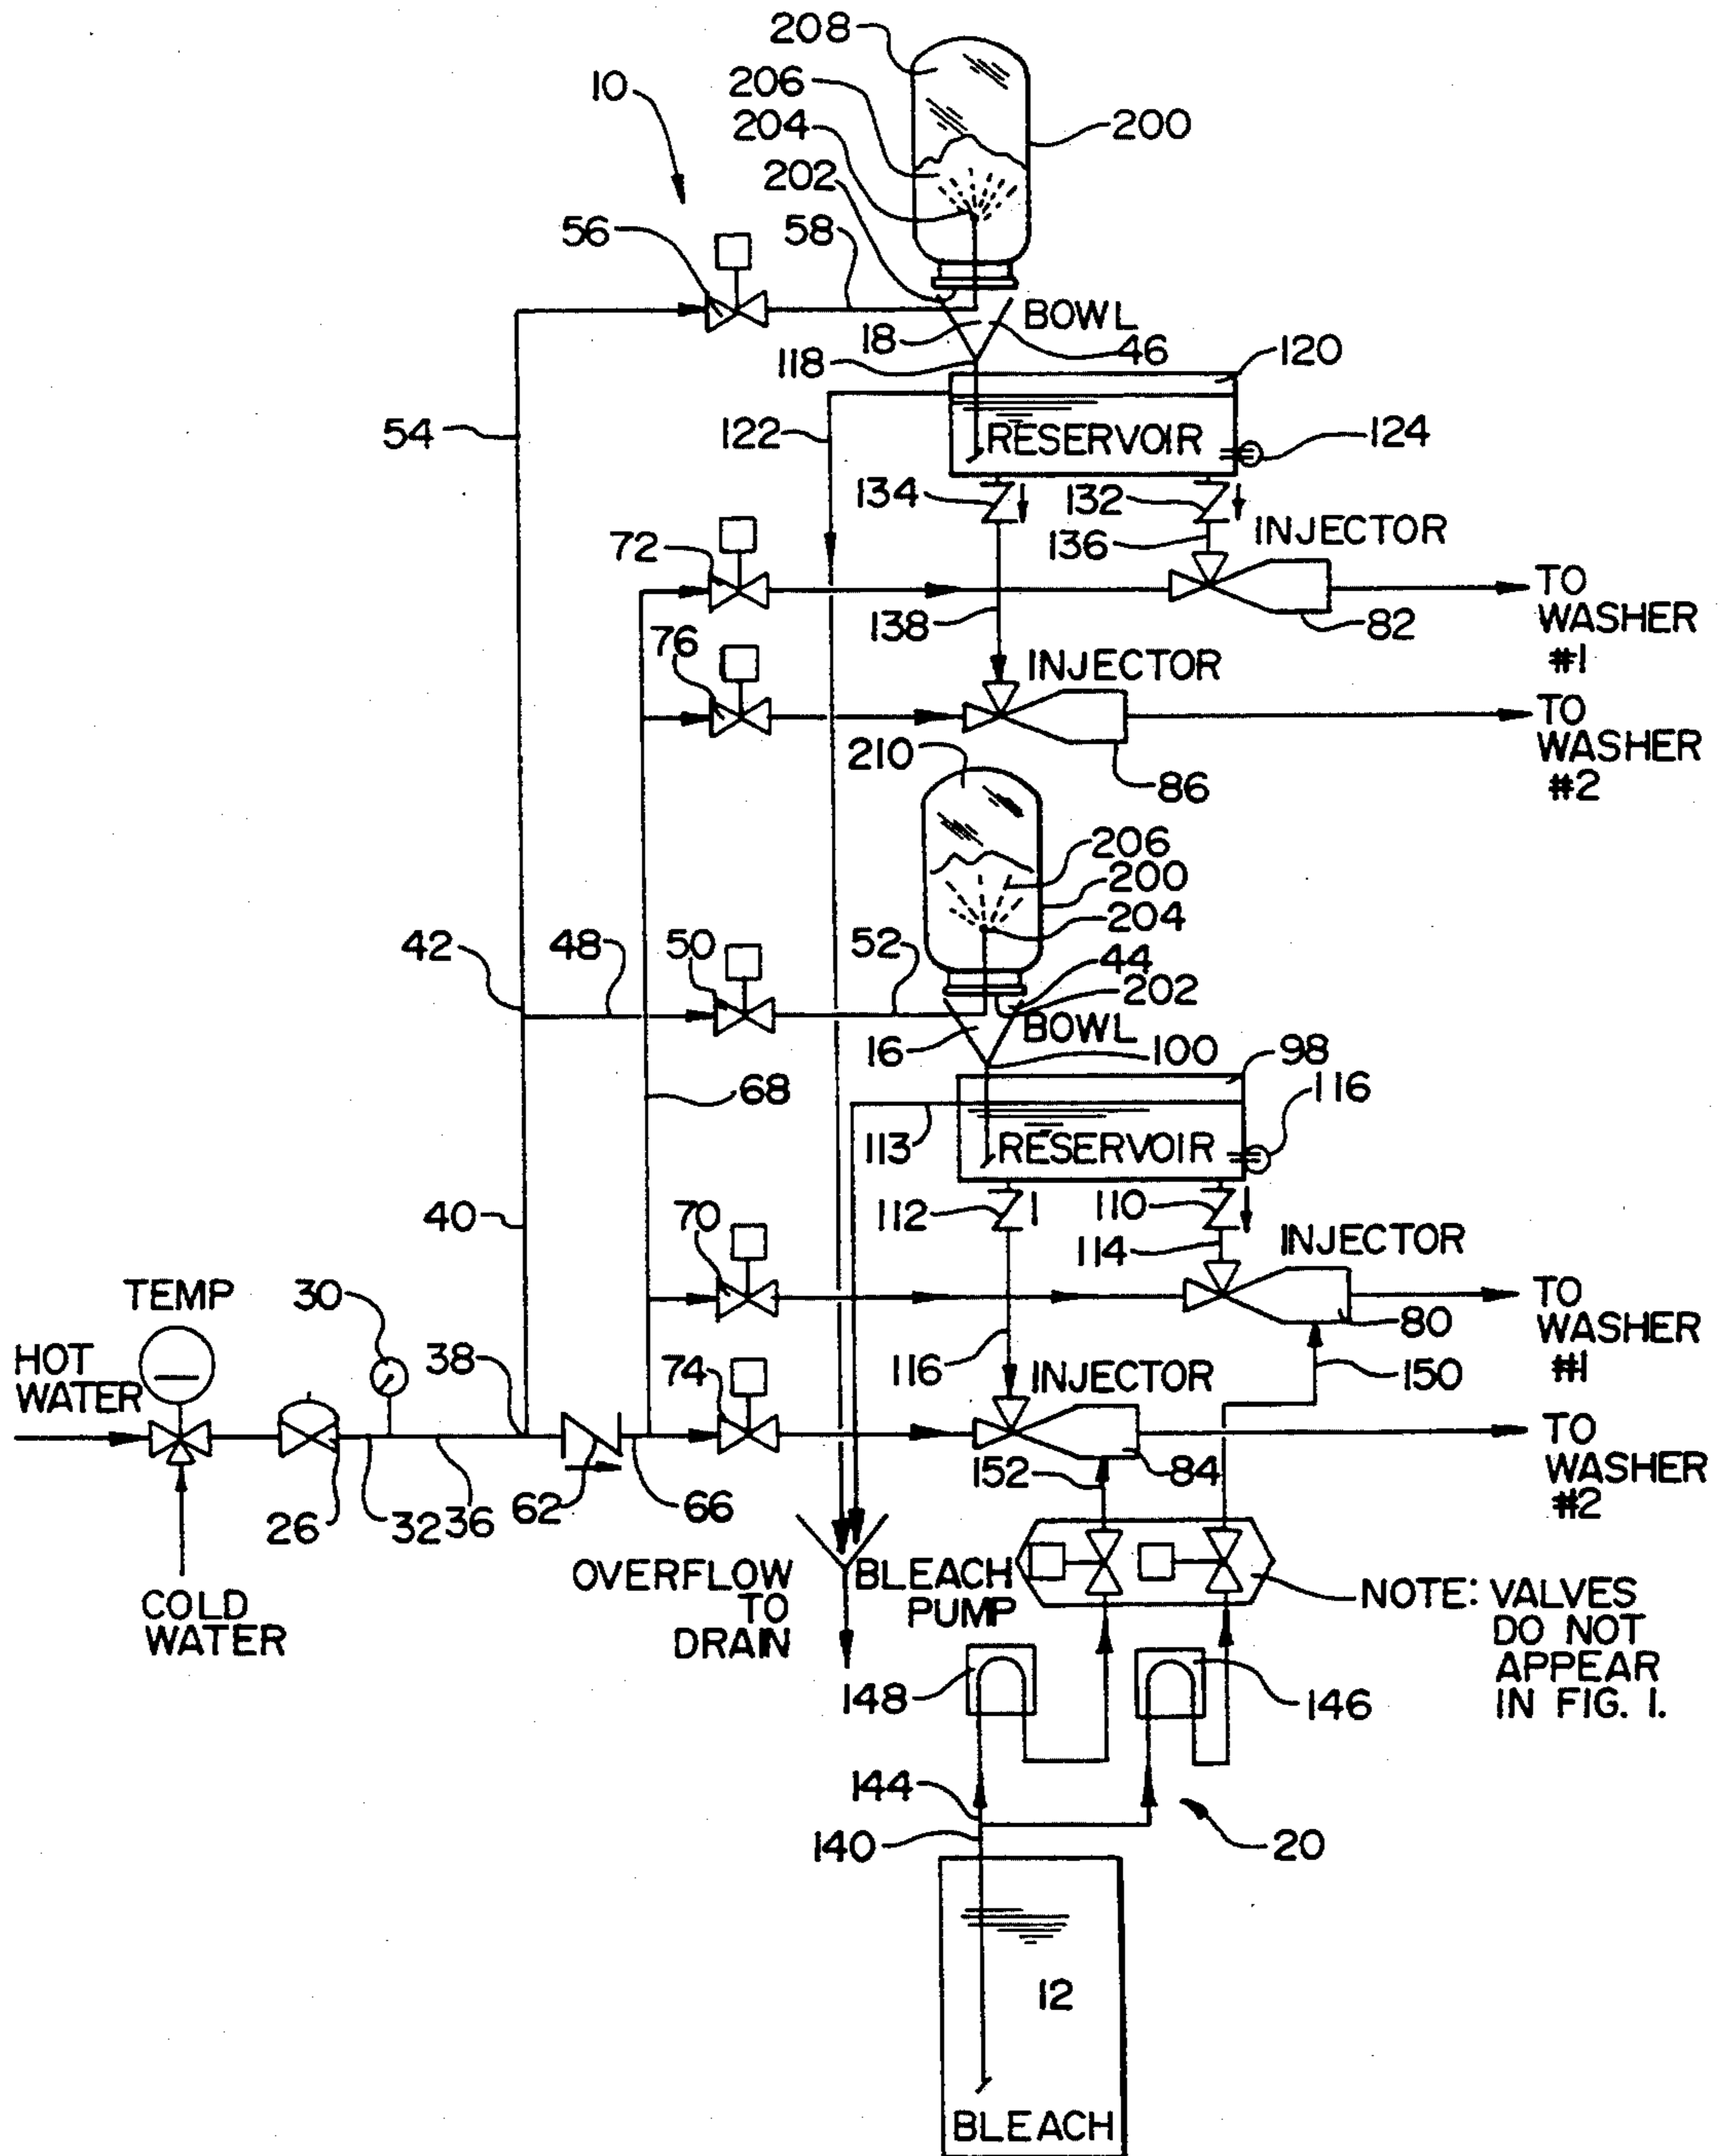 208
206
10
204
200
202
56
58
BOWL
18
46
118
120
54
122
RESERVOIR
124
134
132
INJECTOR
72
136
TO
WASHER
#1
138
82
76
INJECTOR
TO
WASHER
#2
210
86
206
200
42
48
50
52
204
44
202
BOWL
16
100
98
68
116
113
RESERVOIR
40
70
112
110
114
INJECTOR
TEMP
30
TO
WASHER
#1
80
HOT
WATER
38
74
116
INJECTOR
150
TO
WASHER
#2
152
84
26
32
36
62
66
OVERFLOW
TO
DRAIN
BLEACH
PUMP
COLD
WATER
NOTE: VALVES
DO NOT
APPEAR
IN FIG. 1.
148
146
144
140
20
12
BLEACH